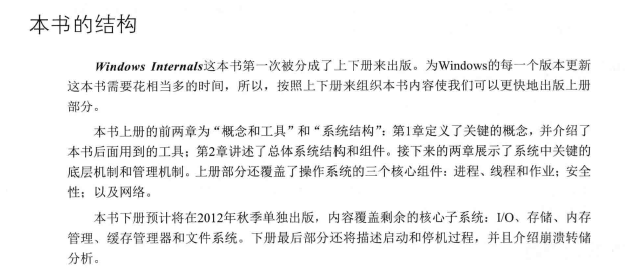 本书的结构
Windows Internals这本书第一次被分成了上下册来出版。为Windows的每一个版本更新
这本书需要花相当多的时间，所以，按照上下册来组织本书内容使我们可以更快地出版上册
部分。
本书上册的前两章为“概念和工具”和“系统结构”：第1章定义了关键的概念，并介绍了
本书后面用到的工具；第2章讲述了总体系统结构和组件。接下来的两章展示了系统中关键的
底层机制和管理机制。上册部分还覆盖了操作系统的三个核心组件：进程、线程和作业；安全
性；以及网络。
本书下册预计将在2012年秋季单独出版，内容覆盖剩余的核心子系统：I/O、存储、内存
管理、缓存管理器和文件系统。下册最后部分还将描述启动和停机过程，并且介绍崩溃转储
分析。